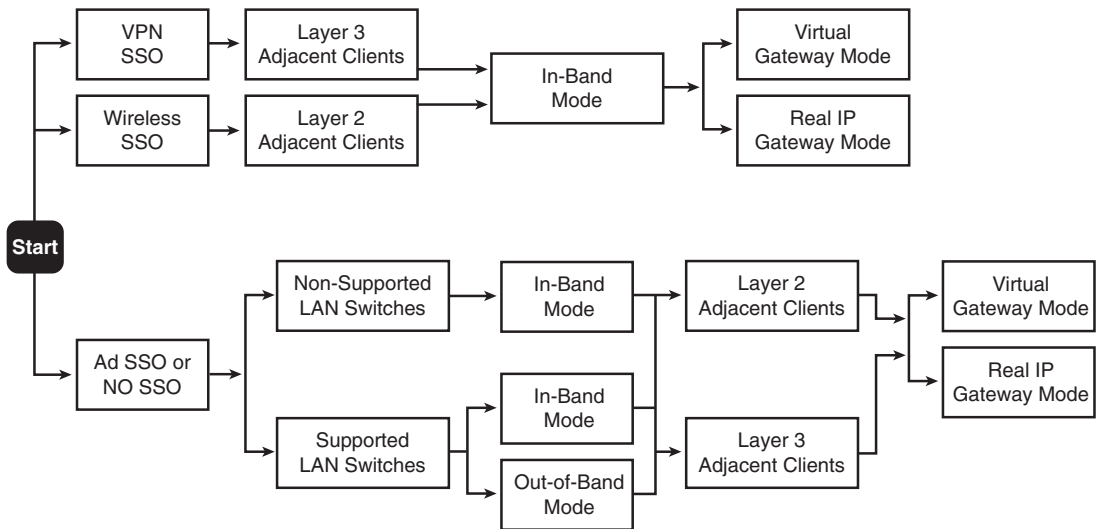 VPN
SSO
Layer 3
Adjacent Clients
In-Band
Mode
Virtual
Gateway Mode
Wireless
SSO
Layer 2
Adjacent Clients
Real IP
Gateway Mode
Start
Non-Supported
LAN Switches
In-Band
Mode
Layer 2
Adjacent Clients
Virtual
Gateway Mode
Ad SSO or
NO SSO
In-Band
Mode
Real IP
Gateway Mode
Supported
LAN Switches
Layer 3
Adjacent Clients
Out-of-Band
Mode